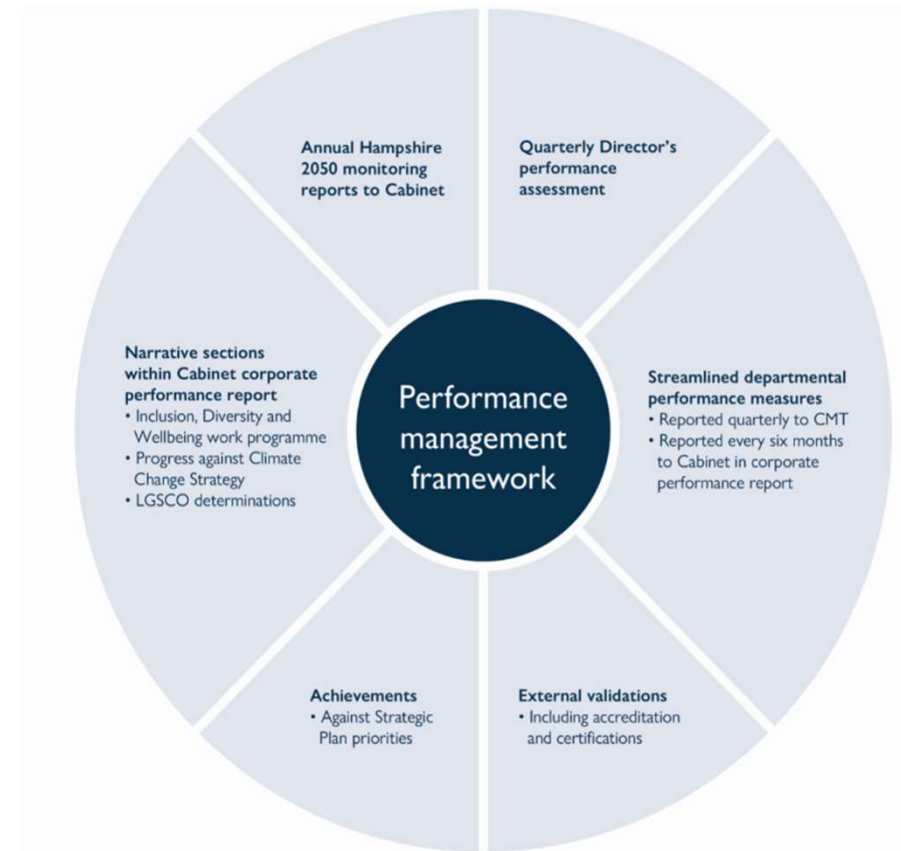 Annual Hampshire
2050 monitoring
reports to Cabinet
Quarterly Director's
performance
assessment
Narrative sections
within Cabinet corporate
performance report
• Inclusion, Diversity and
Wellbeing work programme
• Progress against Climate
Change Strategy
• LGSCO determinations
Performance
management
framework
Streamlined departmental
performance measures
• Reported quarterly to CMT
• Reported every six months
to Cabinet in corporate
performance report
Achievements
• Against Strategic
Plan priorities
External validations
• Including accreditation
and certifications